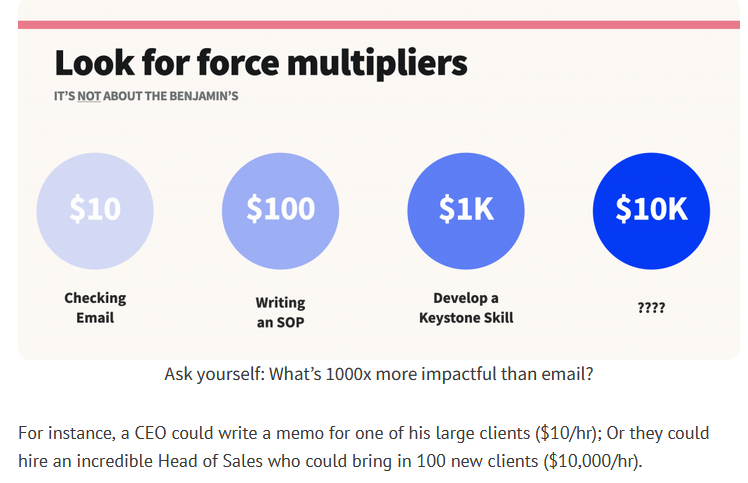 Look for force multipliers
IT'S NOT ABOUT THE BENJAMIN'S
$10
$100
$1K
$10K
Checking
Email
Writing
an SOP
Develop a
Keystone Skill
????
Ask yourself: What's 1000x more impactful than email?
For instance, a CEO could write a memo for one of his large clients ($10/hr); Or they could
hire an incredible Head of Sales who could bring in 100 new clients ($10,000/hr).